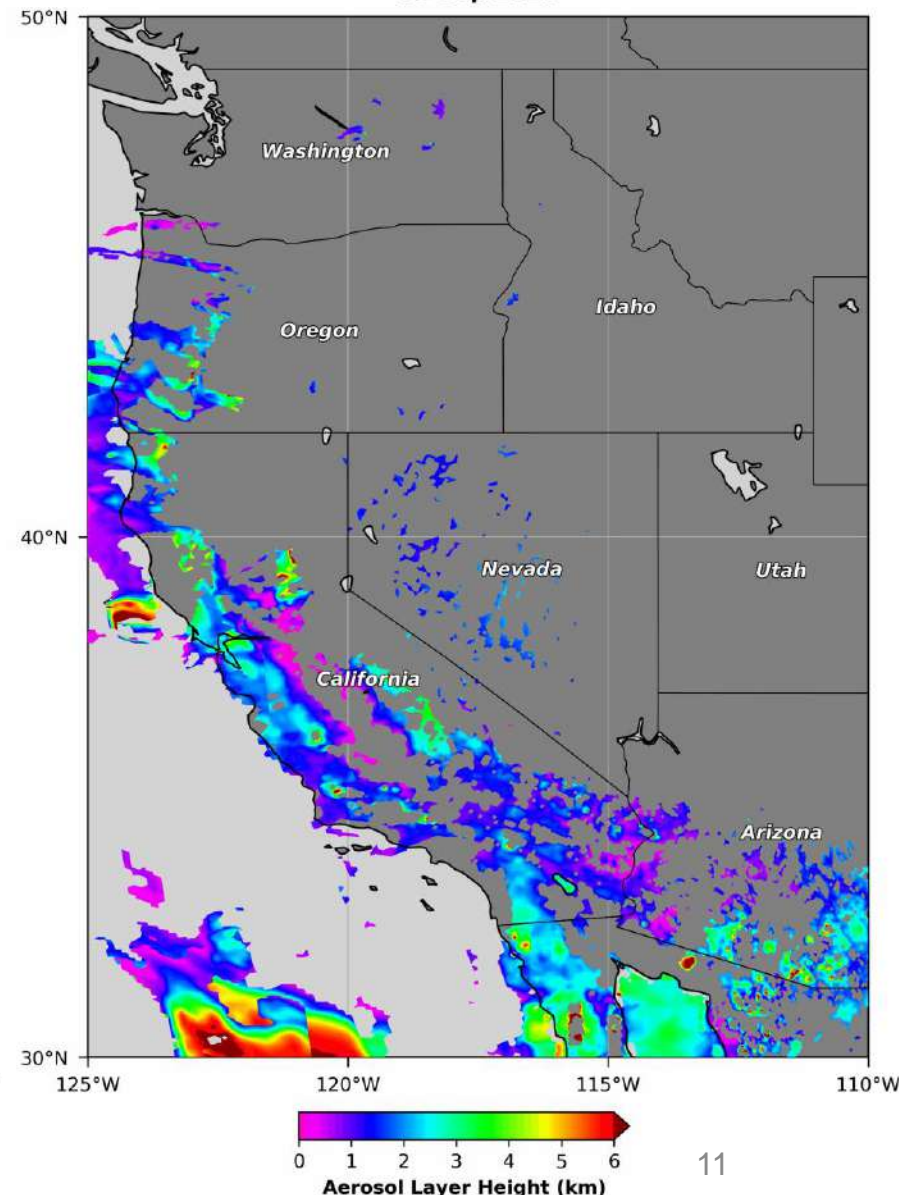 50°N
Washington
Idaho
Oregon
40°N
Nevada
Utah
California
Arizona
30°N
125°W 120°W 115°W 110°W
0 1 2 3 4 5 6
Aerosol Layer Height (km)
11